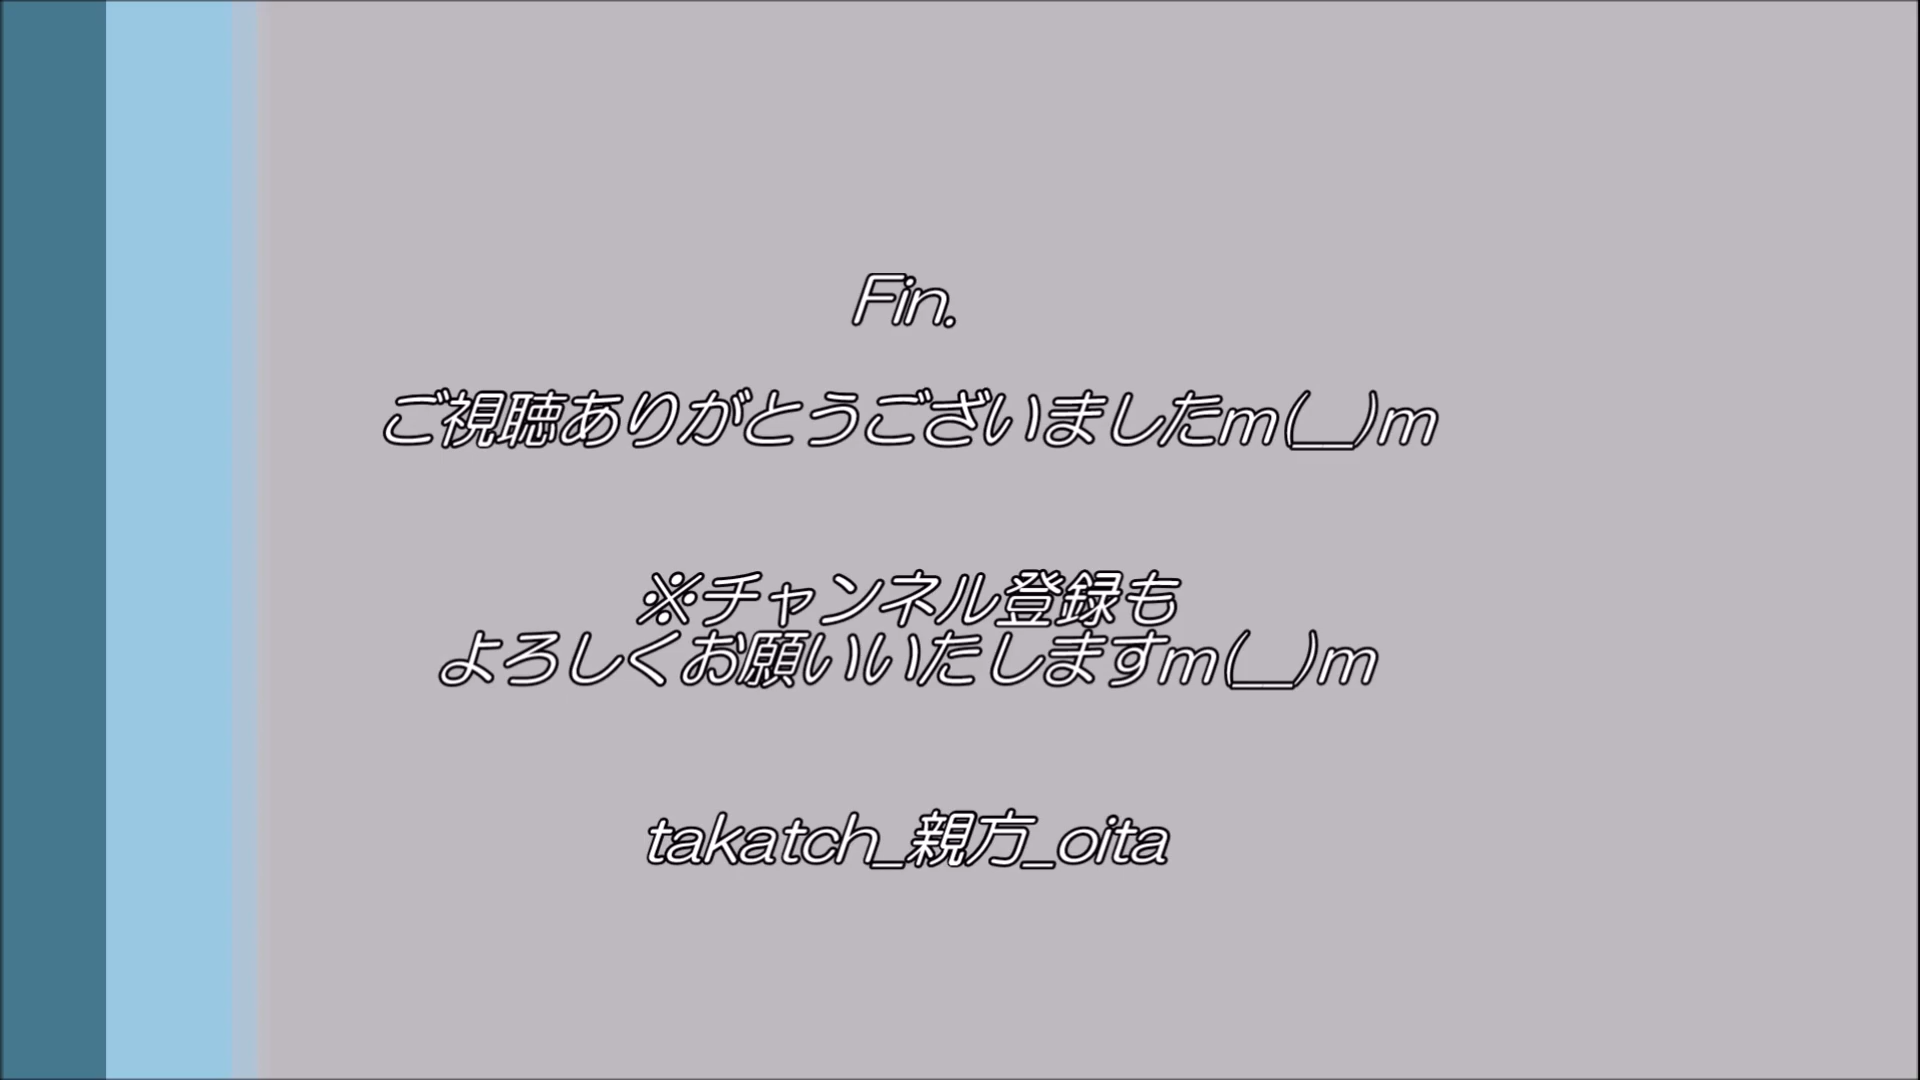 Fin.
ご視聴ありがとうございましたm(__)m
※チャンネル登録も
よろしくお願いいたしますm(__)m
takatch_親方_oita